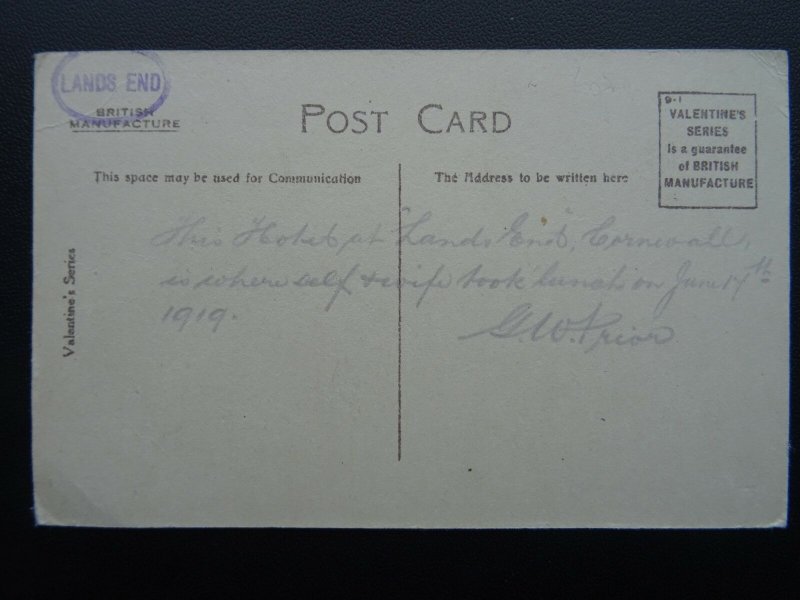 LANDS END
BRITISH
MANUFACTURE
POST CARD
9-1
VALENTINE'S
SERIES
is a guarantee
of BRITISH
MANUFACTURE
This space may be used for Communication
The Address to be written here
Valentine's Series
This Hotel at "Lands End", Cornwall,
is where self & wife took lunch on June 17th
1919.
G. W. Prior